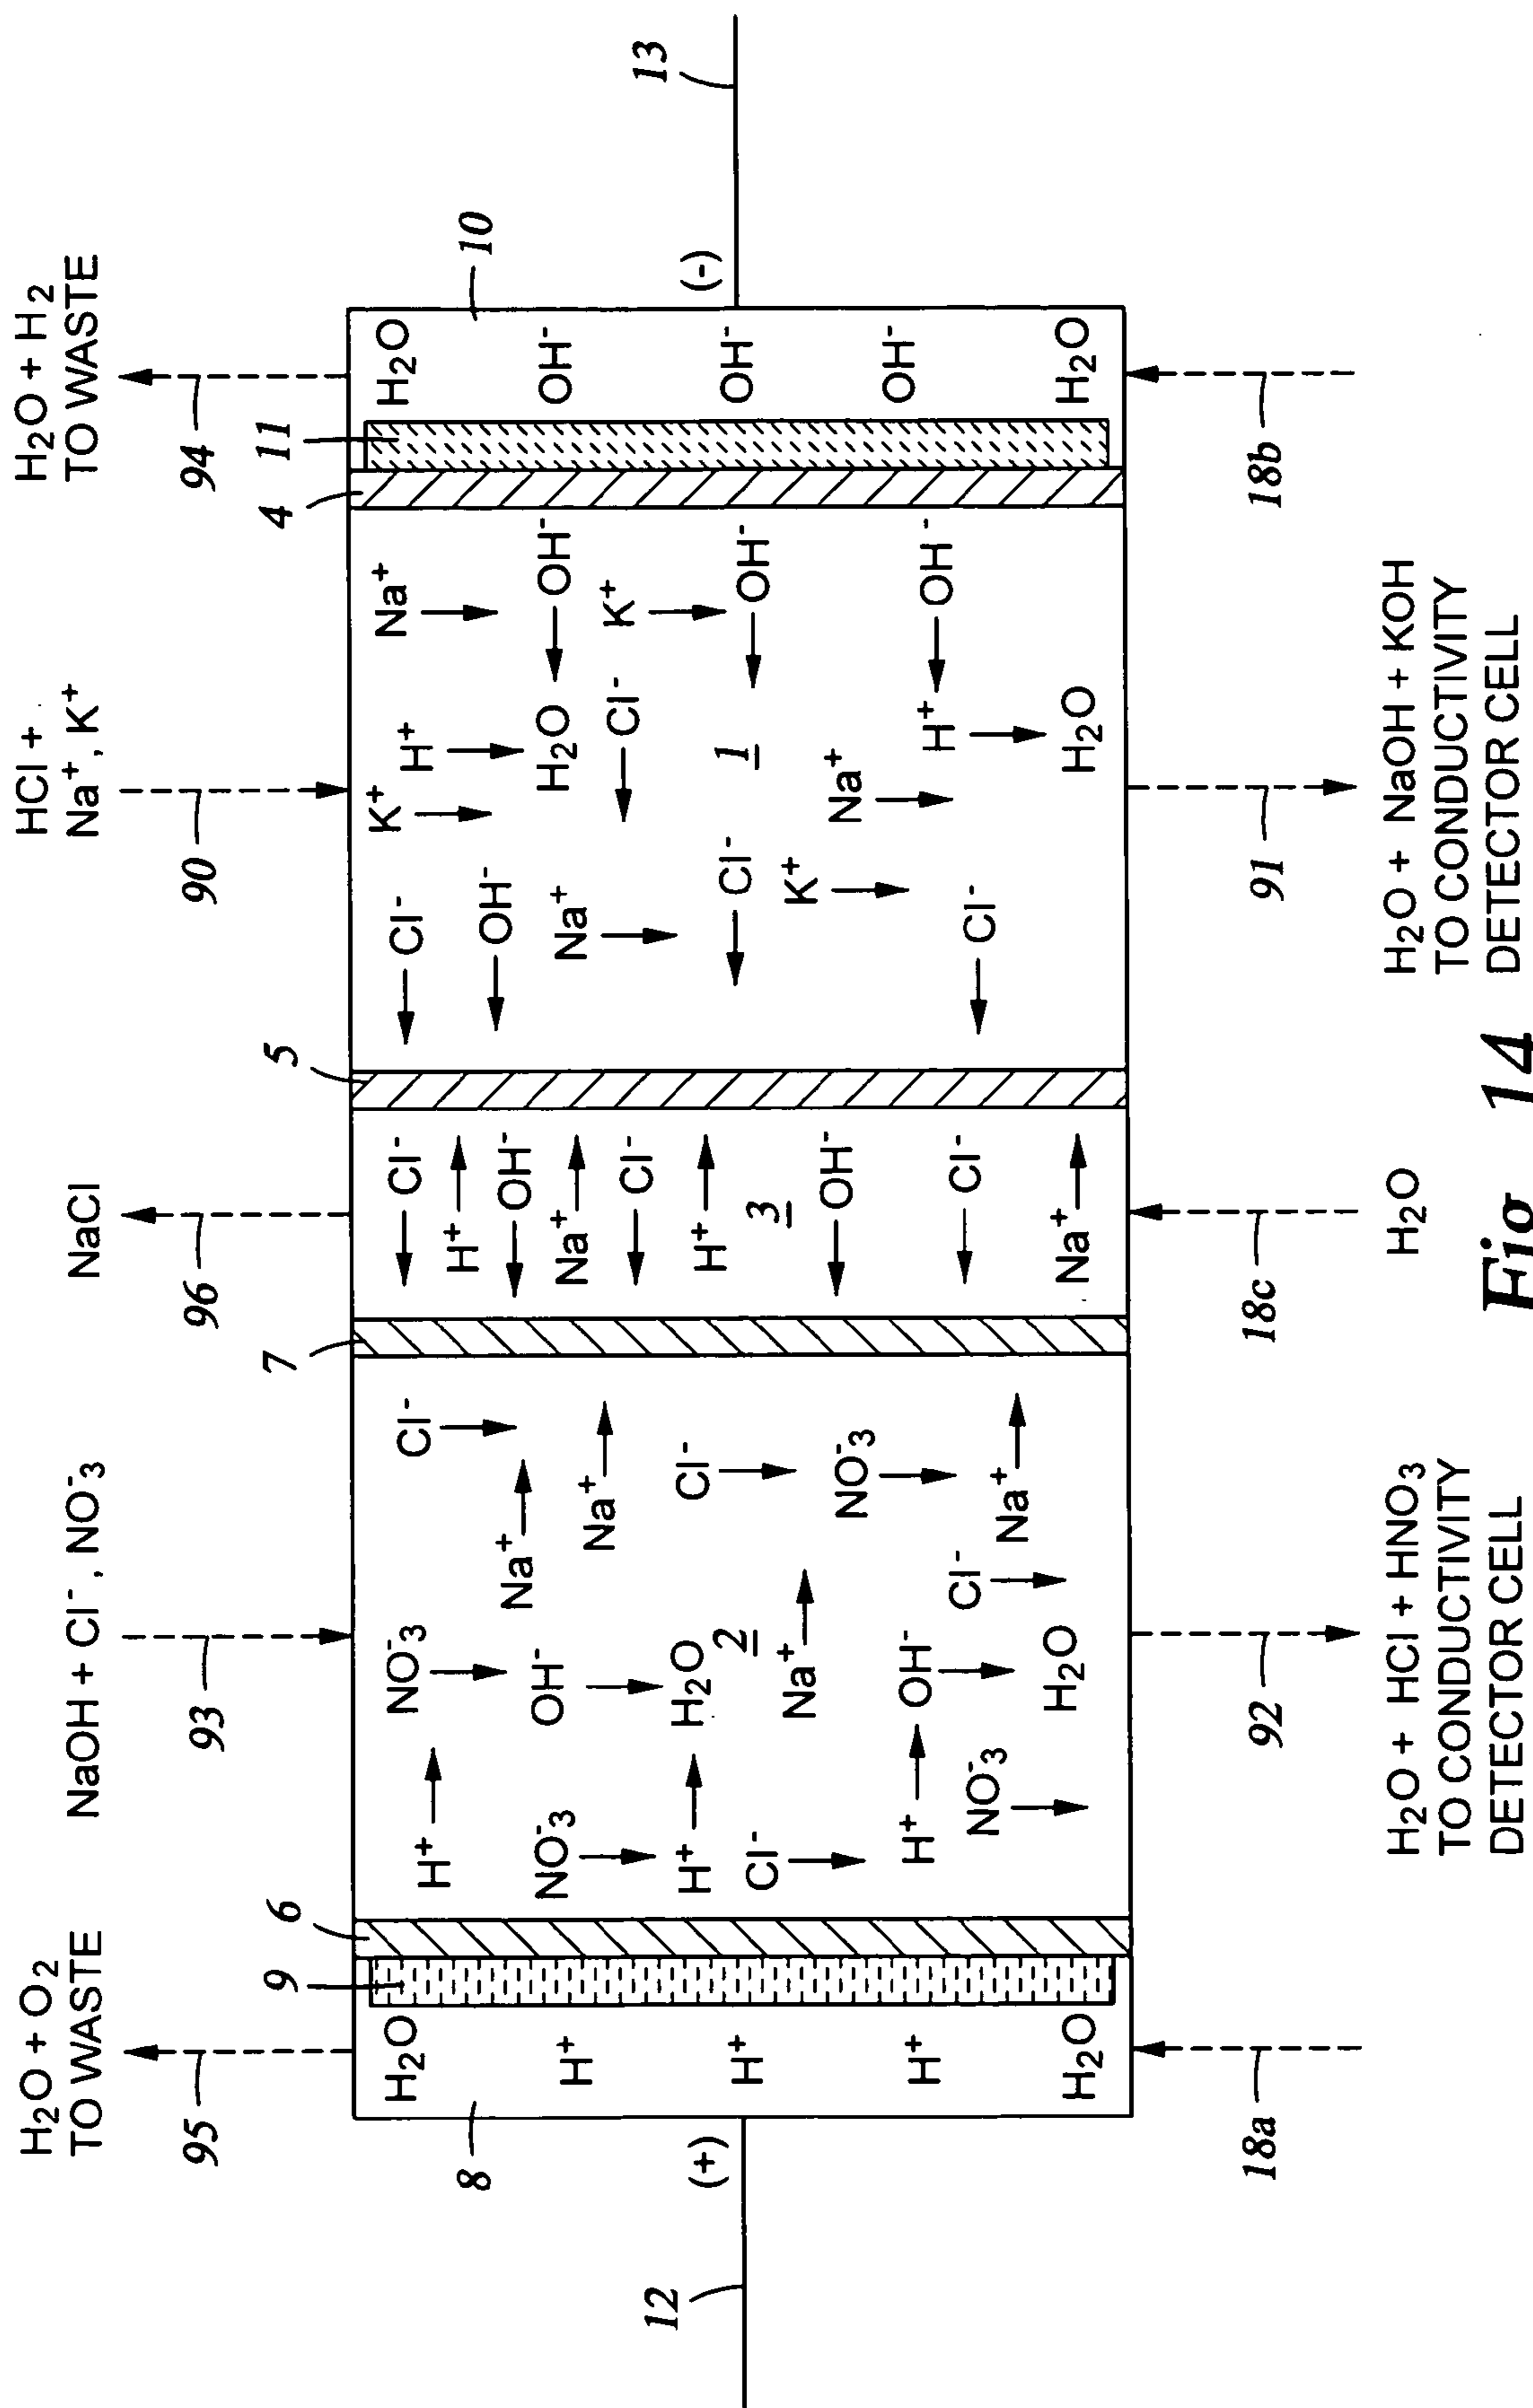 H₂O + O₂
TO WASTE
NaOH + Cl⁻, NO₃⁻
NaCl
HCl +
Na⁺, K⁺
H₂O + H₂
TO WASTE
95
93
96
90
94
9
6
7
5
4
11
8
10
12
(+)
(-)
13
H₂O
H⁺
H⁺
H⁺
H₂O
NO₃⁻
Cl⁻
H⁺
OH⁻
Na⁺
NO₃⁻
Na⁺
H⁺
H₂O
Cl⁻
Cl⁻
2
Na⁺
NO₃⁻
H⁺
OH⁻
Cl⁻
NO₃⁻
Na⁺
H₂O
Cl⁻
H⁺
OH⁻
Na⁺
Cl⁻
H⁺
3
OH⁻
Cl⁻
Na⁺
Cl⁻
K⁺
H⁺
Na⁺
OH⁻
H₂O
OH⁻
Na⁺
Cl⁻
K⁺
Cl⁻
1
OH⁻
K⁺
Na⁺
Cl⁻
H⁺
OH⁻
H₂O
H₂O
OH⁻
OH⁻
OH⁻
H₂O
18a
92
18c
91
18b
H₂O + HCl + HNO₃
TO CONDUCTIVITY
DETECTOR CELL
H₂O
H₂O + NaOH + KOH
TO CONDUCTIVITY
DETECTOR CELL
Fig 14